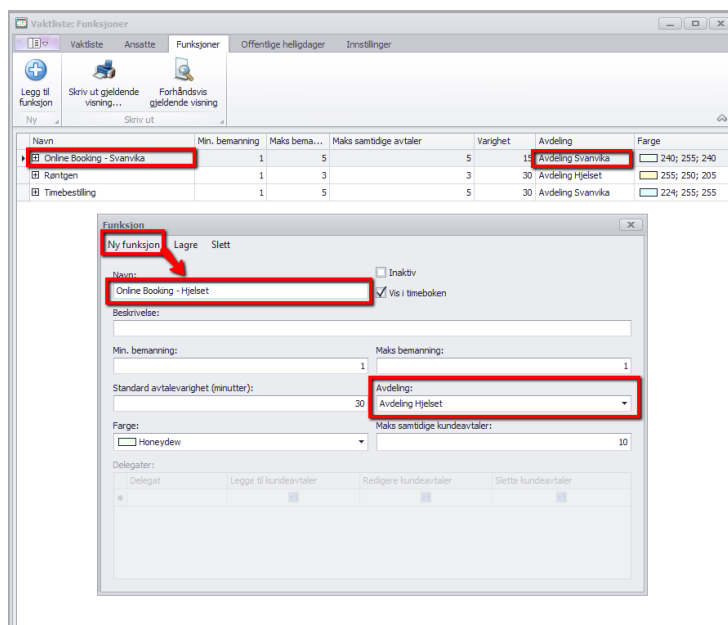 Vaktliste: Funksjoner
Vaktliste Ansatte Funksjoner Offentlige helligdager Innstillinger
Legg til funksjon
Skriv ut gjeldende visning...
Forhåndsvis gjeldende visning
Ny Skriv ut
Navn Min. bemanning Maks bema... Maks samtidige avtaler Varighet Avdeling Farge
Online Booking - Svanvika 1 5 5 15 Avdeling Svanvika 240; 255; 240
Røntgen 1 3 3 30 Avdeling Hjelset 255; 250; 205
Timebestilling 1 5 5 30 Avdeling Svanvika 224; 255; 255
Funksjon
Ny funksjon Lagre Slett
Navn: Inaktiv
Online Booking - Hjelset Vis i timeboken
Beskrivelse:
Min. bemanning: Maks bemanning:
1 1
Standard avtalevarighet (minutter): Avdeling:
30 Avdeling Hjelset
Farge: Maks samtidige kundeavtaler:
Honeydew 10
Delegater:
Delegat Legge til kundeavtaler Redigere kundeavtaler Slette kundeavtaler